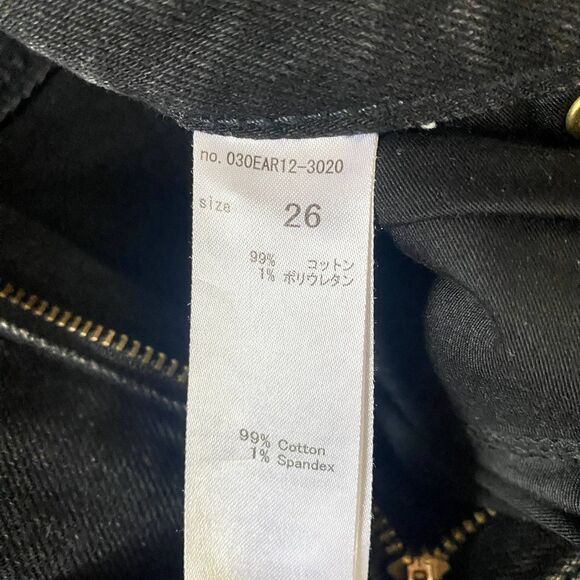 no. 030EAR12-3020
size 26
99% コットン
1% ポリウレタン
99% Cotton
1% Spandex